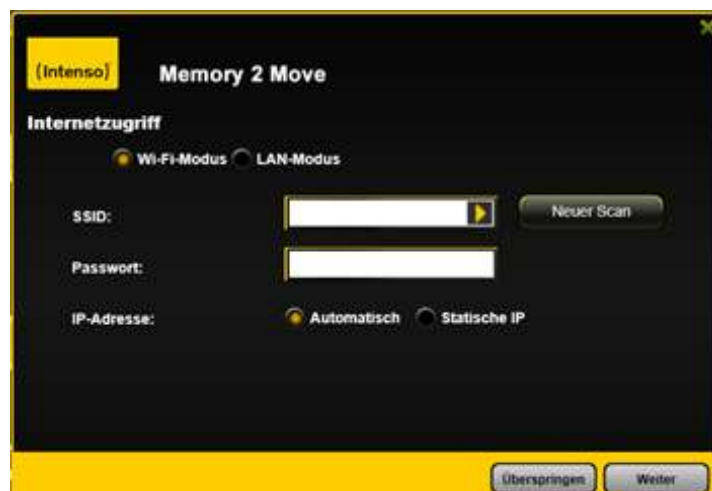 (Intenso)
Memory 2 Move
Internetzugriff
Wi-Fi-Modus LAN-Modus
SSID: Neuer Scan
Passwort:
IP-Adresse: Automatisch Statische IP
Überspringen Weiter